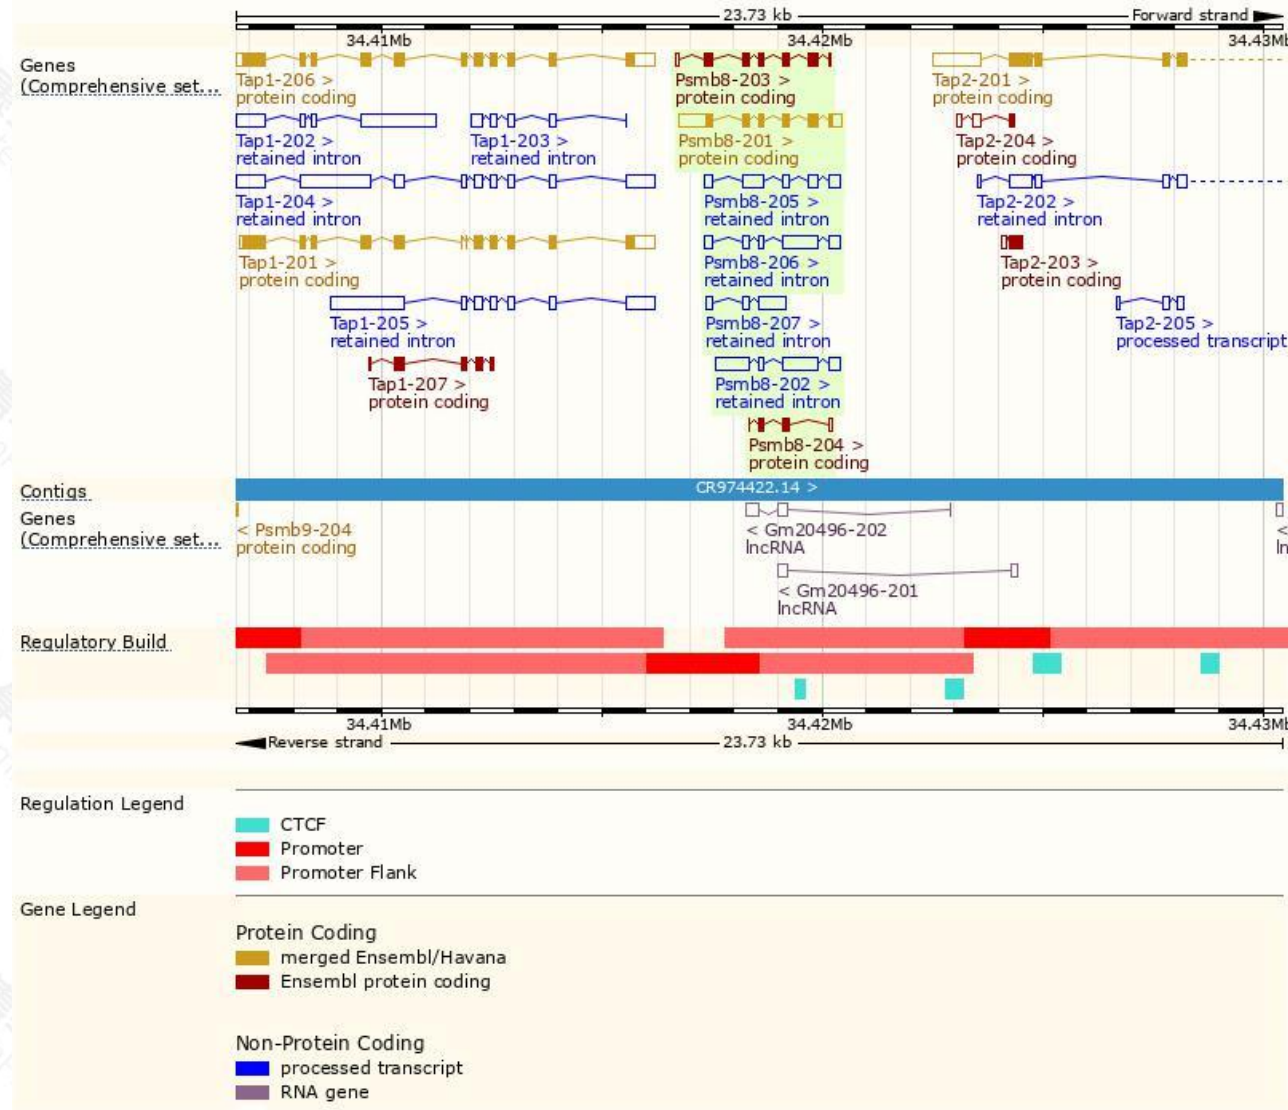 23.73 kb
Forward strand
34.41Mb 34.42Mb 34.43Mb
Genes
(Comprehensive set...
Tap1-206 >
protein coding
Psmb8-203 >
protein coding
Tap2-201 >
protein coding
Tap1-202 >
retained intron
Tap1-203 >
retained intron
Psmb8-201 >
protein coding
Tap2-204 >
protein coding
Tap1-204 >
retained intron
Psmb8-205 >
retained intron
Tap2-202 >
retained intron
Tap1-201 >
protein coding
Psmb8-206 >
retained intron
Tap2-203 >
protein coding
Tap1-205 >
retained intron
Psmb8-207 >
retained intron
Tap2-205 >
processed transcript
Tap1-207 >
protein coding
Psmb8-202 >
retained intron
Psmb8-204 >
protein coding
Contigs
CR974422.14 >
Genes
(Comprehensive set...
< Psmb9-204
protein coding
< Gm20496-202
lncRNA
<
ln
< Gm20496-201
lncRNA
Regulatory Build
34.41Mb 34.42Mb 34.43Mb
Reverse strand
23.73 kb
Regulation Legend
CTCF
Promoter
Promoter Flank
Gene Legend
Protein Coding
merged Ensembl/Havana
Ensembl protein coding
Non-Protein Coding
processed transcript
RNA gene